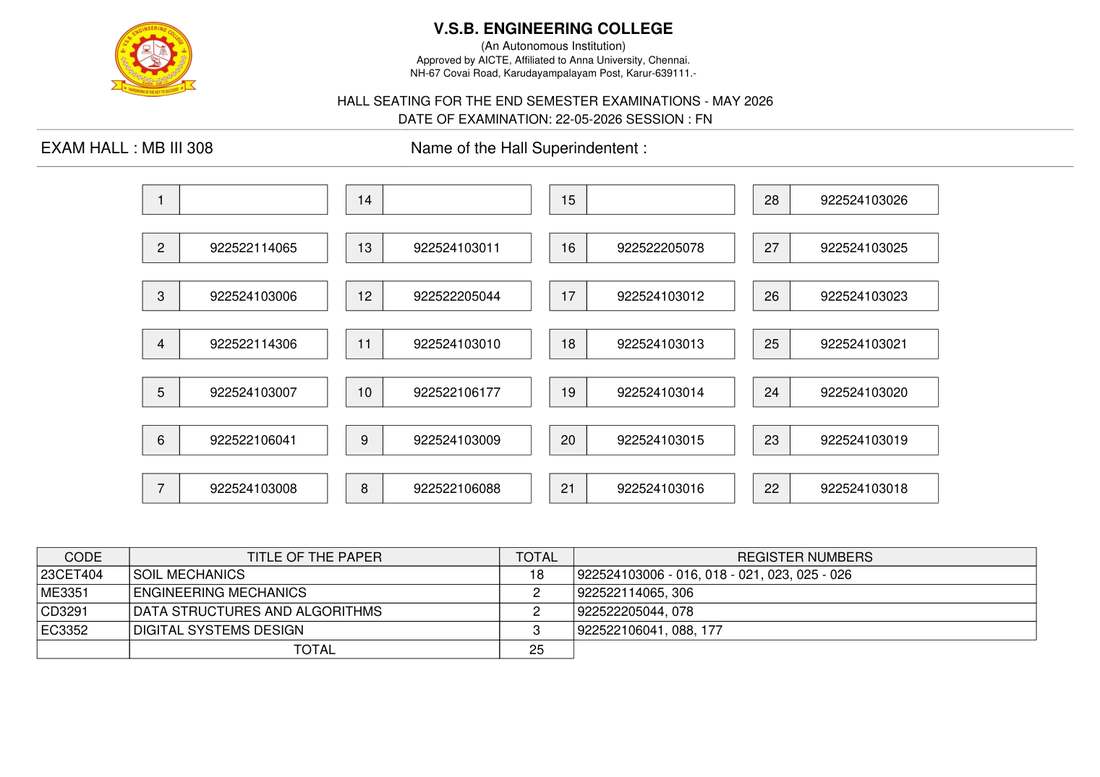 V.S.B. ENGINEERING COLLEGE
(An Autonomous Institution)
Approved by AICTE, Affiliated to Anna University, Chennai.
NH-67 Covai Road, Karudayampalayam Post, Karur-639111.-
HALL SEATING FOR THE END SEMESTER EXAMINATIONS - MAY 2026
DATE OF EXAMINATION: 22-05-2026 SESSION : FN
EXAM HALL : MB III 308 Name of the Hall Superindentent :
1 14 15 28 922524103026
2 922522114065 13 922524103011 16 922522205078 27 922524103025
3 922524103006 12 922522205044 17 922524103012 26 922524103023
4 922522114306 11 922524103010 18 922524103013 25 922524103021
5 922524103007 10 922522106177 19 922524103014 24 922524103020
6 922522106041 9 922524103009 20 922524103015 23 922524103019
7 922524103008 8 922522106088 21 922524103016 22 922524103018
CODE TITLE OF THE PAPER TOTAL REGISTER NUMBERS
23CET404 SOIL MECHANICS 18 922524103006 - 016, 018 - 021, 023, 025 - 026
ME3351 ENGINEERING MECHANICS 2 922522114065, 306
CD3291 DATA STRUCTURES AND ALGORITHMS 2 922522205044, 078
EC3352 DIGITAL SYSTEMS DESIGN 3 922522106041, 088, 177
TOTAL 25